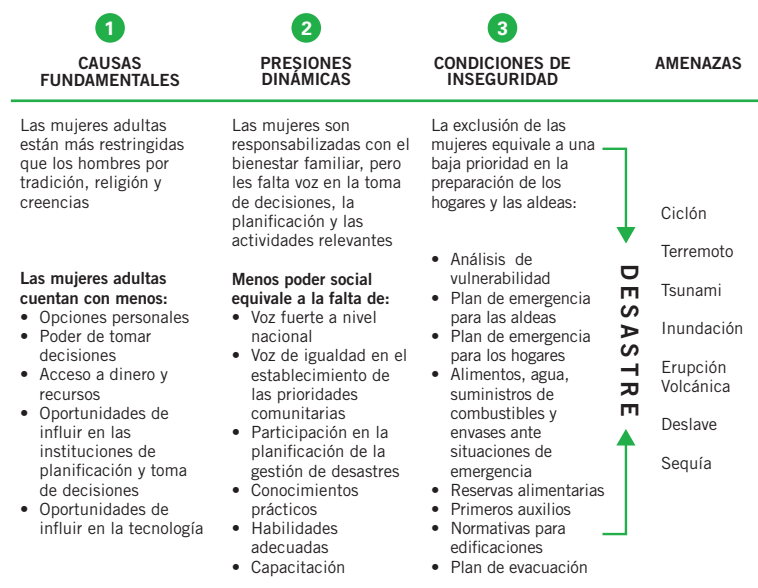 1
CAUSAS
FUNDAMENTALES
Las mujeres adultas
están más restringidas
que los hombres por
tradición, religión y
creencias
Las mujeres adultas
cuentan con menos:
• Opciones personales
• Poder de tomar
decisiones
• Acceso a dinero y
recursos
• Oportunidades de
influir en las
instituciones de
planificación y toma
de decisiones
• Oportunidades de
influir en la tecnología
2
PRESIONES
DINÁMICAS
Las mujeres son
responsabilizadas con el
bienestar familiar, pero
les falta voz en la toma
de decisiones, la
planificación y las
actividades relevantes
Menos poder social
equivale a la falta de:
• Voz fuerte a nivel
nacional
• Voz de igualdad en el
establecimiento de
las prioridades
comunitarias
• Participación en la
planificación de la
gestión de desastres
• Conocimientos
prácticos
• Habilidades
adecuadas
• Capacitación
3
CONDICIONES DE
INSEGURIDAD
La exclusión de las
mujeres equivale a una
baja prioridad en la
preparación de los
hogares y las aldeas:
• Análisis de
vulnerabilidad
• Plan de emergencia
para las aldeas
• Plan de emergencia
para los hogares
• Alimentos, agua,
suministros de
combustibles y
envases ante
situaciones de
emergencia
• Reservas alimentarias
• Primeros auxilios
• Normativas para
edificaciones
• Plan de evacuación
DESASTRE
AMENAZAS
Ciclón
Terremoto
Tsunami
Inundación
Erupción
Volcánica
Deslave
Sequía